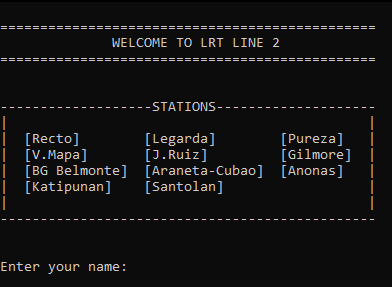 ===============================================
WELCOME TO LRT LINE 2
===============================================
-------------------STATIONS--------------------
| |
| [Recto] [Legarda] [Pureza] |
| [V.Mapa] [J.Ruiz] [Gilmore] |
| [BG Belmonte] [Araneta-Cubao] [Anonas] |
| [Katipunan] [Santolan] |
| |
-----------------------------------------------
Enter your name: